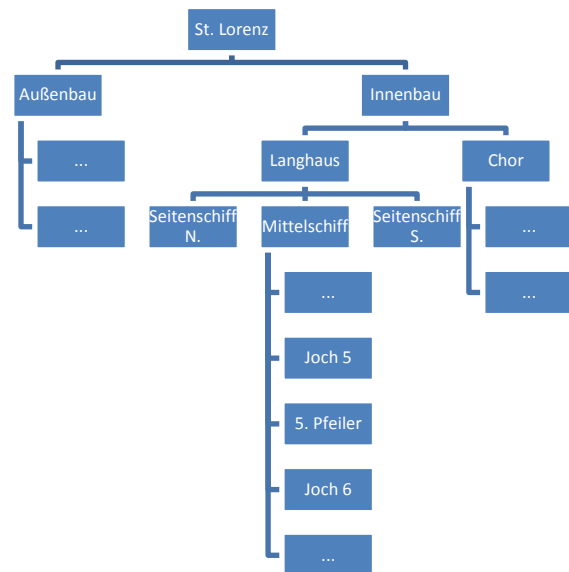 St. Lorenz
Außenbau
Innenbau
...
Langhaus
Chor
...
Seitenschiff
N.
Mittelschiff
Seitenschiff
S.
...
...
...
Joch 5
5. Pfeiler
Joch 6
...